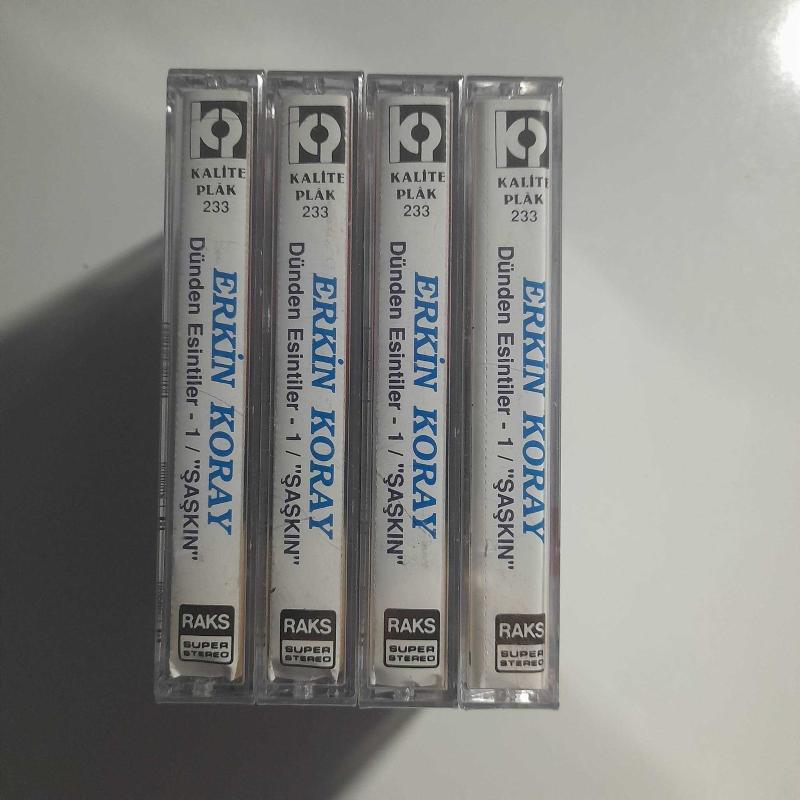 KALİTE
PLÂK
233
ERKİN KORAY
Dünden Esintiler - 1 / "ŞAŞKIN"
RAKS
SUPER
STEREO
KALİTE
PLÂK
233
ERKİN KORAY
Dünden Esintiler - 1 / "ŞAŞKIN"
RAKS
SUPER
STEREO
KALİTE
PLÂK
233
ERKİN KORAY
Dünden Esintiler - 1 / "ŞAŞKIN"
RAKS
SUPER
STEREO
KALİTE
PLÂK
233
ERKİN KORAY
Dünden Esintiler - 1 / "ŞAŞKIN"
RAKS
SUPER
STEREO